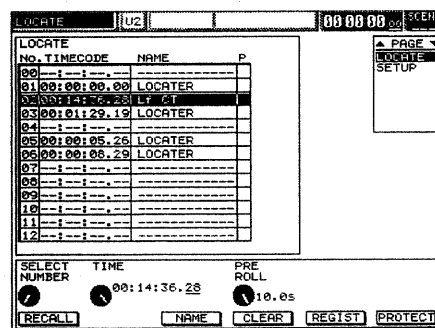 LOCATE U2 00 00 00 00 SCEN
LOCATE
No. TIMECODE NAME P
00 --:--:--.-- ----------
01 00:00:00.00 LOCATER
02 00:14:36.28
03 00:01:29.19 LOCATER
04 --:--:--.-- ----------
05 00:00:05.26 LOCATER
06 00:00:08.29 LOCATER
07 --:--:--.-- ----------
08 --:--:--.-- ----------
09 --:--:--.-- ----------
10 --:--:--.-- ----------
11 --:--:--.-- ----------
12 --:--:--.-- ----------
▲ PAGE ▼
LOCATE
SETUP
SELECT NUMBER
TIME
00:14:36.28
PRE ROLL
10.0s
RECALL NAME CLEAR REGIST PROTECT